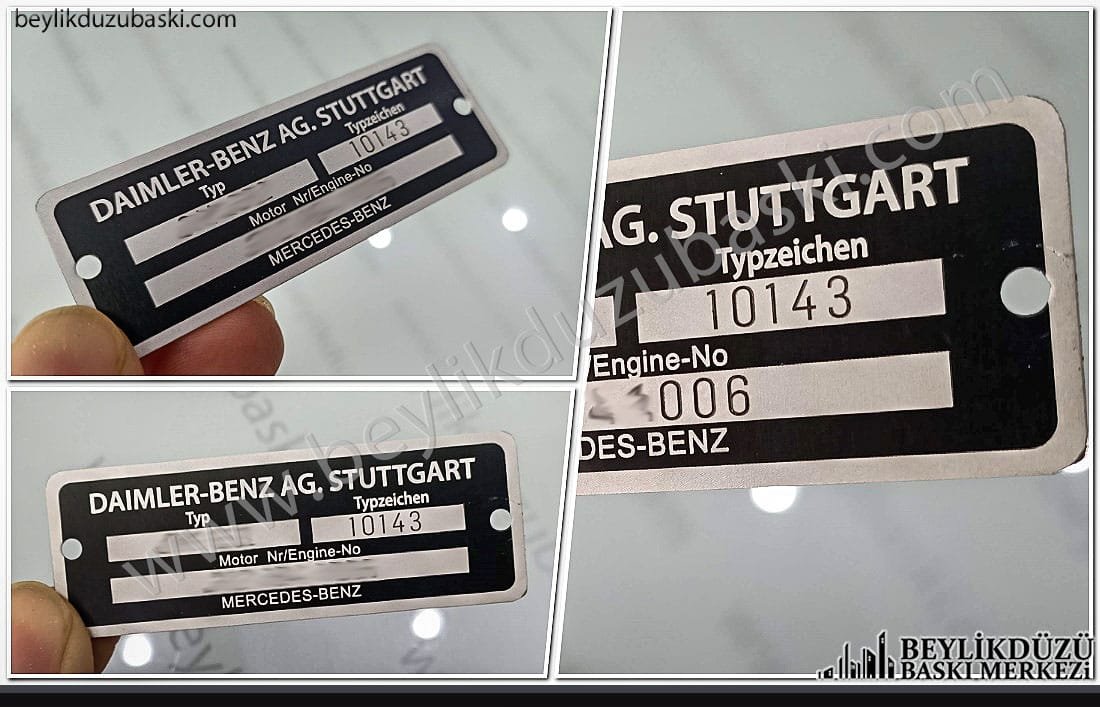 beylikduzubaski.com
DAIMLER-BENZ AG. STUTTGART
Typ
Typzeichen
10143
Motor Nr/Engine-No
MERCEDES-BENZ
AG. STUTTGART
Typzeichen
10143
/Engine-No
006
DES-BENZ
DAIMLER-BENZ AG. STUTTGART
Typ
Typzeichen
10143
Motor Nr/Engine-No
MERCEDES-BENZ
www.beylikduzubaski.com
BEYLİKDÜZÜ
BASKI MERKEZİ